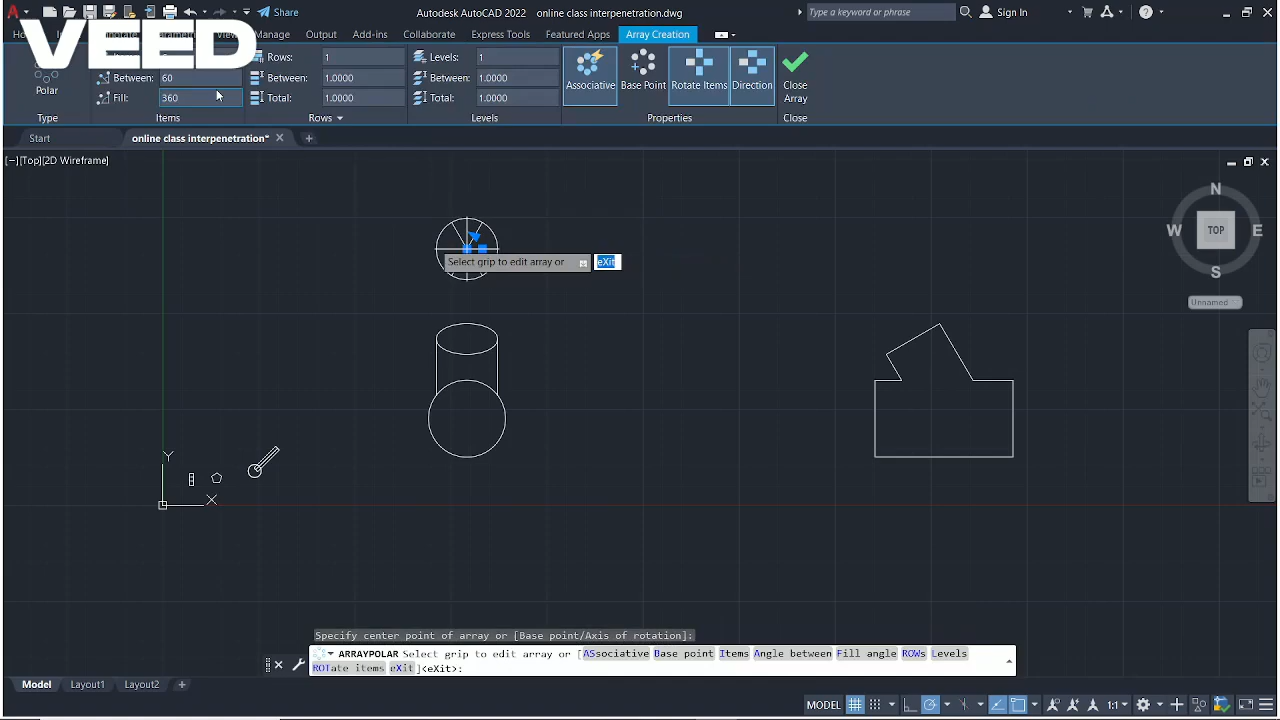 Share
Autodesk AutoCAD 202
n.dwg
Type a keyword or phrase
Sign In
Manage
Output
Add-ins
Express Tools
Featured Apps
Array Creation
VEED
Polar
Between:
60
Fill:
360
Rows:
1
Between:
1.0000
Total:
1.0000
Levels:
1
Between:
1.0000
Total:
1.0000
Associative
Base Point
Rotate Items
Direction
Close
Array
Type
Items
Rows
Levels
Properties
Close
Start
online class interpenetration*
[−][Top][2D Wireframe]
N
W
TOP
E
S
Unnamed
Select grip to edit array or
eXit
Y
X
Specify center point of array or [Base point/Axis of rotation]:
ARRAYPOLAR Select grip to edit array or [ASsociative Base point Items Angle between Fill angle ROWs Levels
ROTate items eXit]<eXit>:
Model
Layout1
Layout2
MODEL
1:1